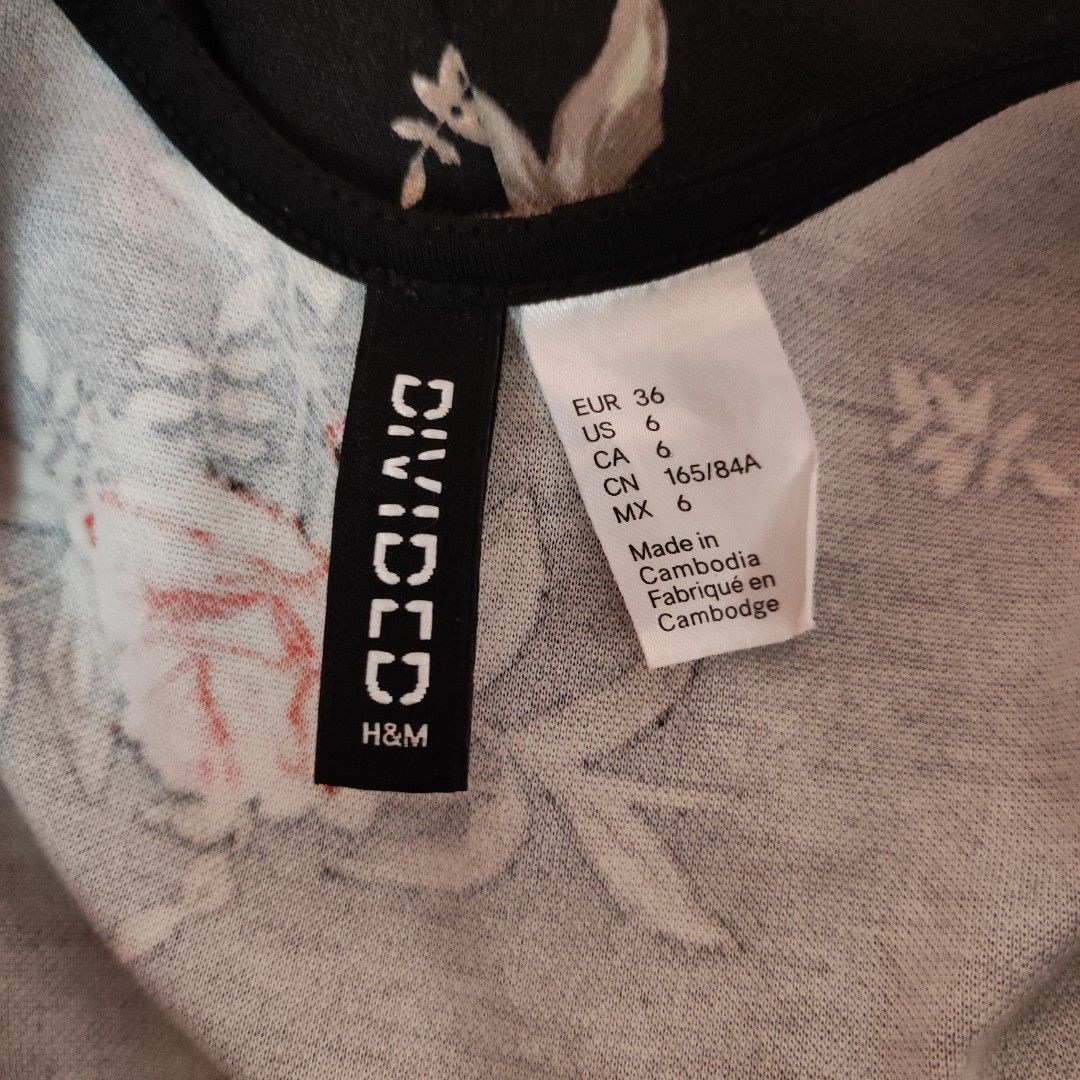 DIVIDED
H&M
EUR 36
US 6
CA 6
CN 165/84A
MX 6
Made in
Cambodia
Fabriqué en
Cambodge